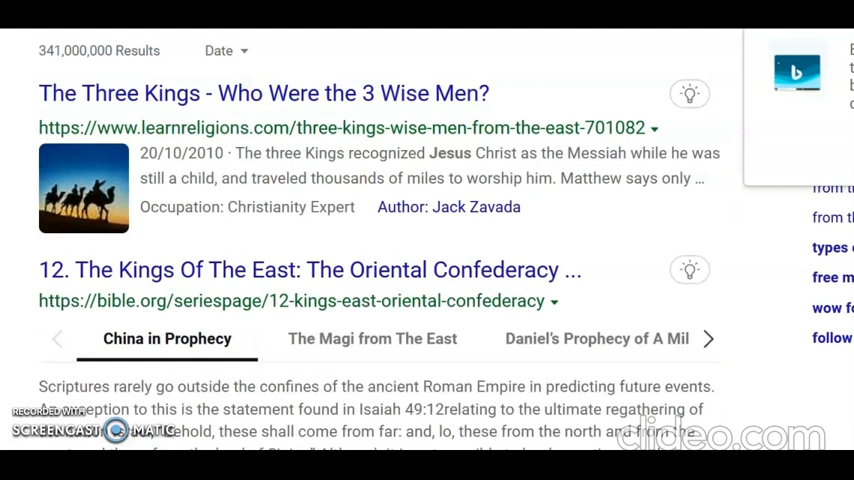 341,000,000 Results Date
The Three Kings - Who Were the 3 Wise Men?
https://www.learnreligions.com/three-kings-wise-men-from-the-east-701082
20/10/2010 · The three Kings recognized Jesus Christ as the Messiah while he was
still a child, and traveled thousands of miles to worship him. Matthew says only ...
Occupation: Christianity Expert Author: Jack Zavada
from th
types o
free m
wow fo
follow
12. The Kings Of The East: The Oriental Confederacy ...
https://bible.org/seriespage/12-kings-east-oriental-confederacy
China in Prophecy The Magi from The East Daniel's Prophecy of A Mil
Scriptures rarely go outside the confines of the ancient Roman Empire in predicting future events.
exception to this is the statement found in Isaiah 49:12relating to the ultimate regathering of
behold, these shall come from far: and, lo, these from the north and from the
RECORDED WITH
SCREENCAST MATIC
clideo.com